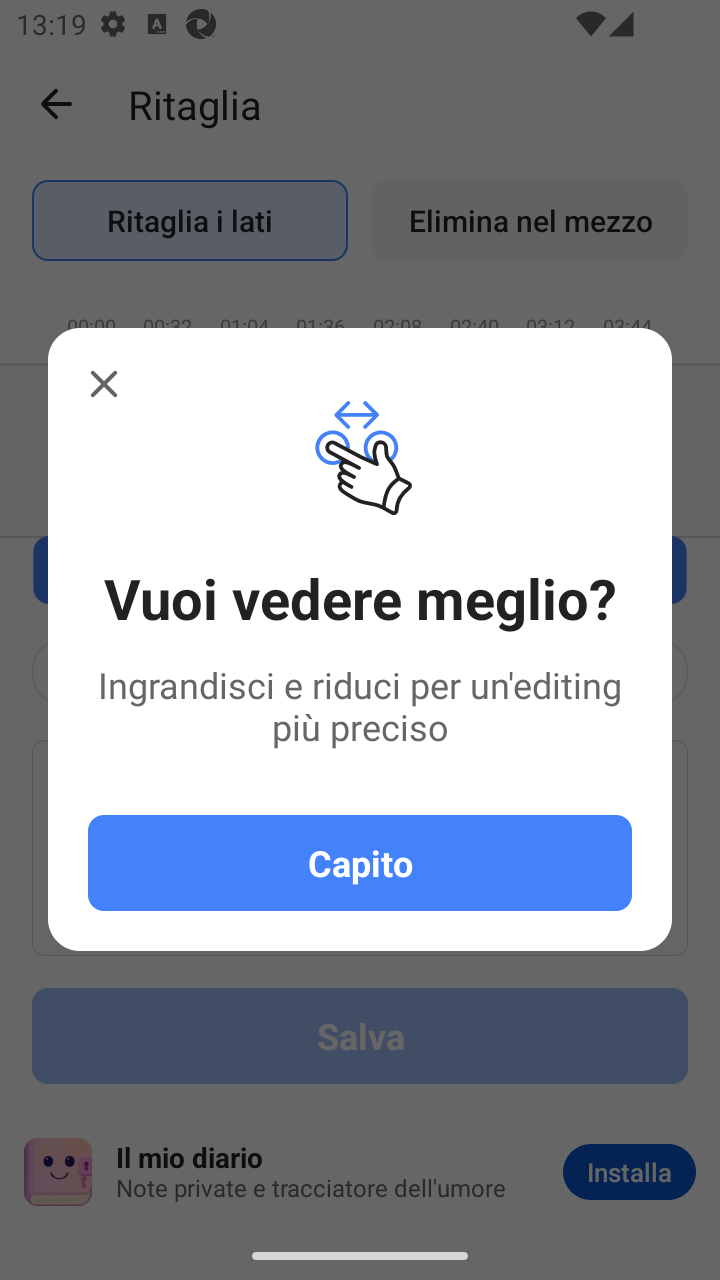 13:19
Ritaglia
Ritaglia i lati
Elimina nel mezzo
00:00 00:32 01:04 01:36 02:08 02:40 03:12 03:44
Vuoi vedere meglio?
Ingrandisci e riduci per un'editing
più preciso
Capito
Salva
Il mio diario
Note private e tracciatore dell'umore
Installa